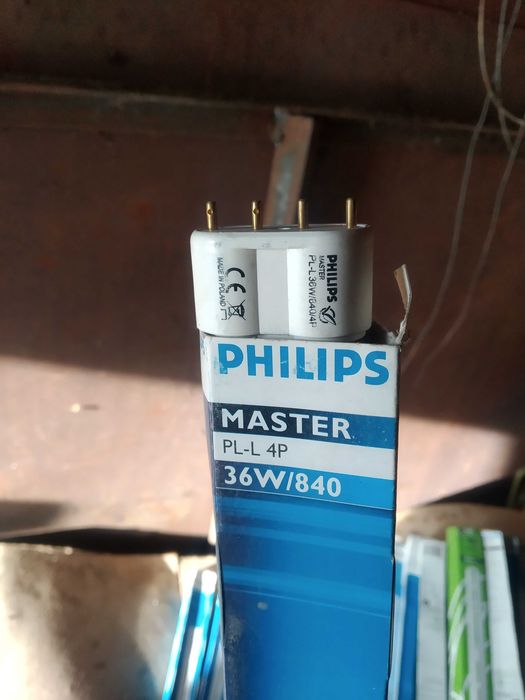 MADE IN POLAND
CE
PHILIPS
MASTER
PL-L 36W/840/4P
PHILIPS
MASTER
PL-L 4P
36W/840